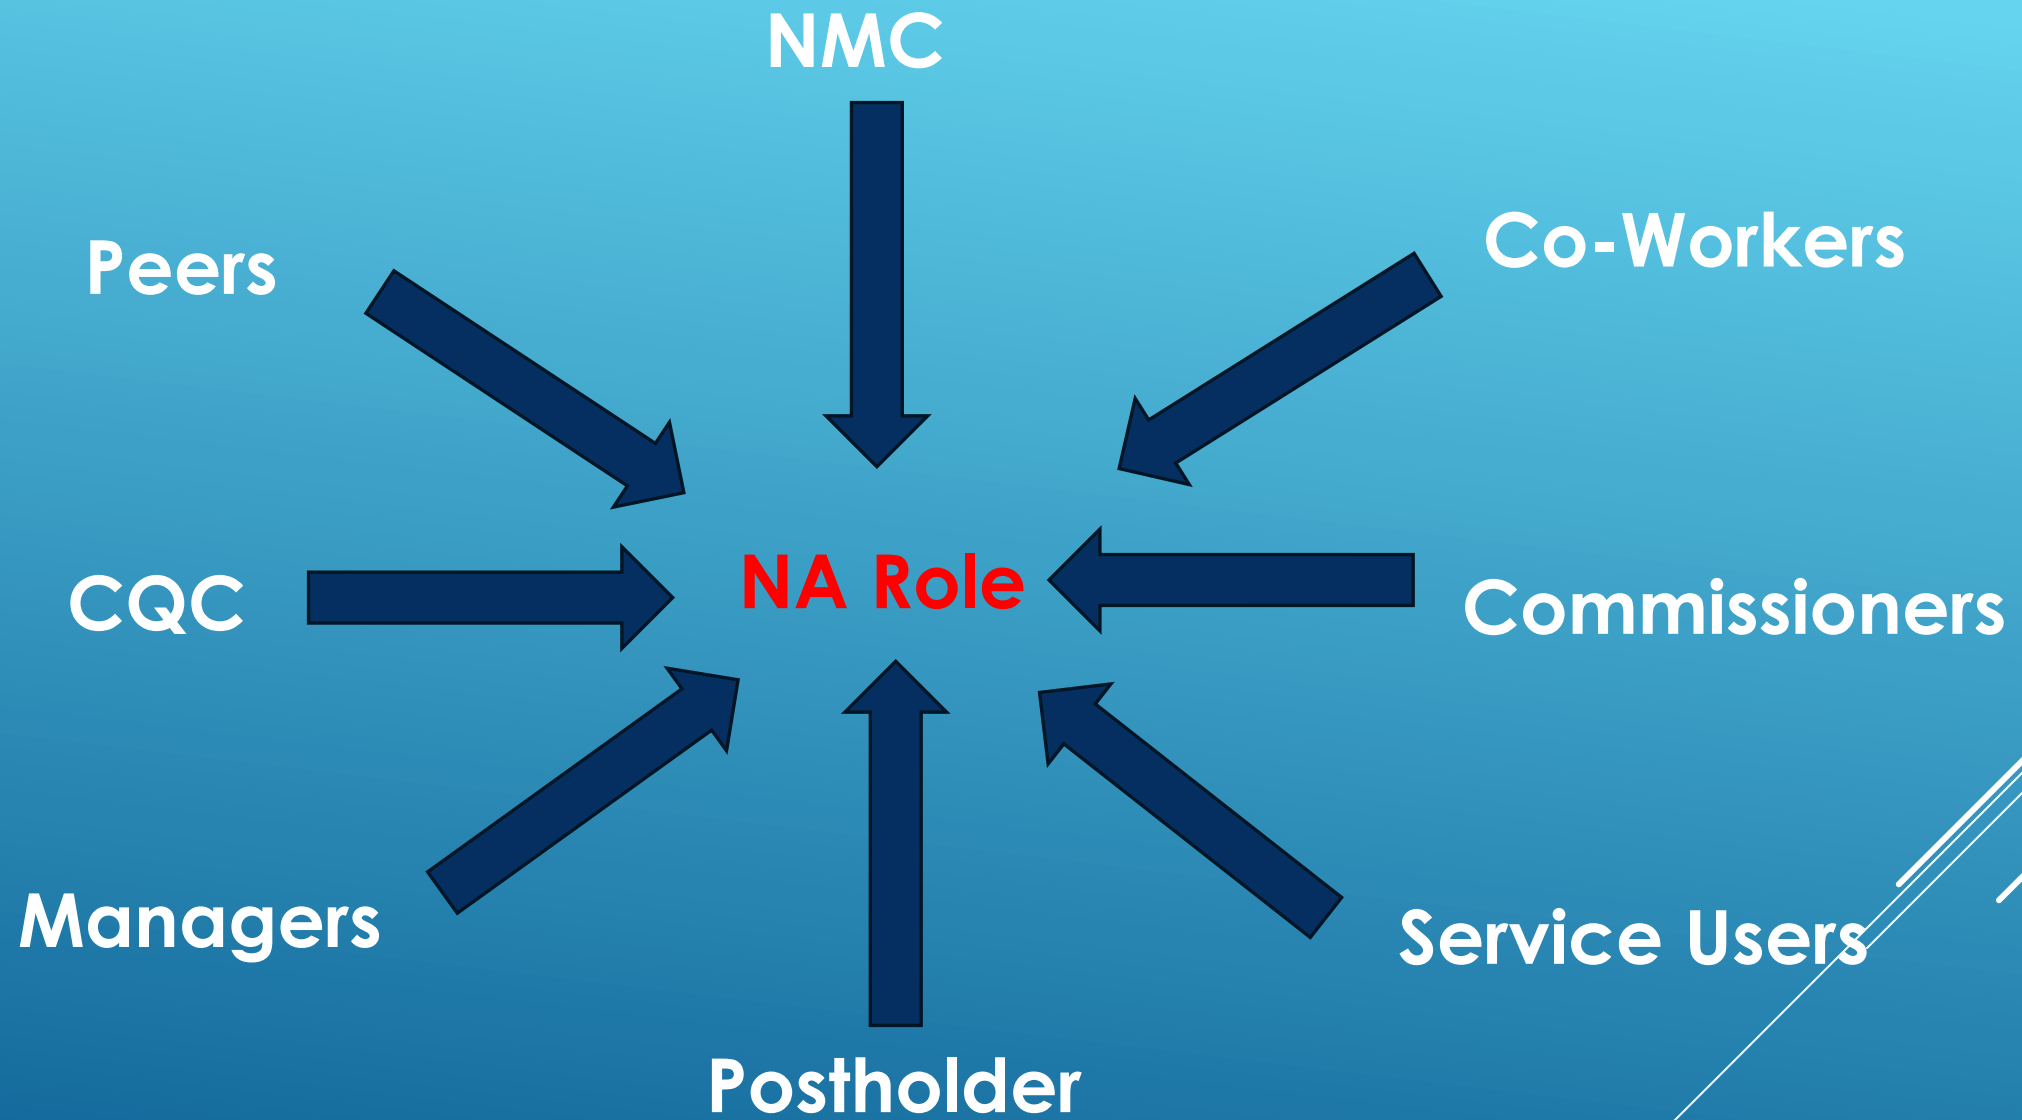 NMC
Peers
Co-Workers
CQC
NA Role
Commissioners
Managers
Service Users
Postholder